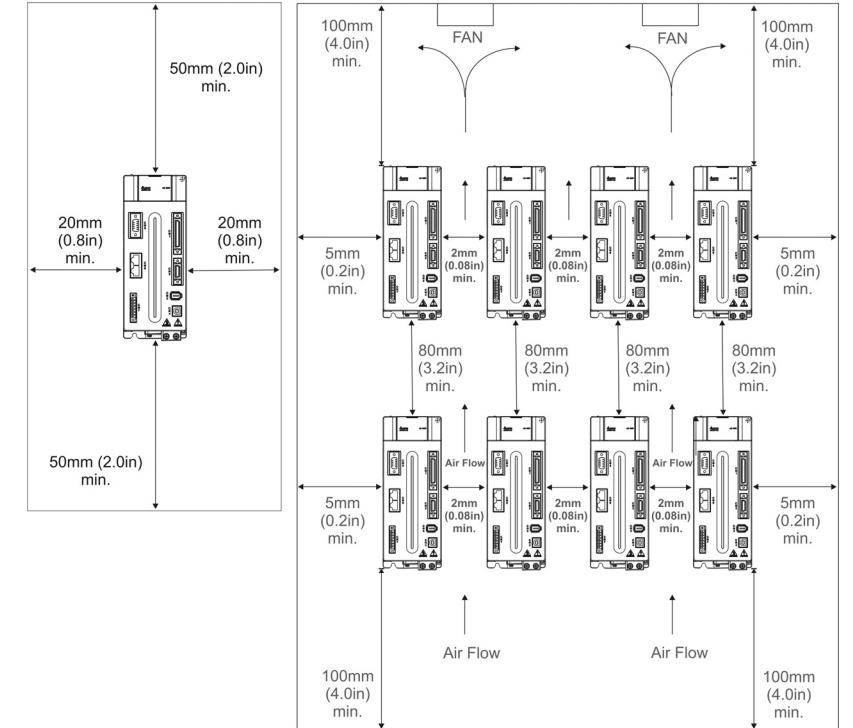 50mm (2.0in)
min.
20mm
(0.8in)
min.
20mm
(0.8in)
min.
50mm (2.0in)
min.
100mm
(4.0in)
min.
FAN
FAN
100mm
(4.0in)
min.
5mm
(0.2in)
min.
2mm
(0.08in)
min.
2mm
(0.08in)
min.
2mm
(0.08in)
min.
5mm
(0.2in)
min.
80mm
(3.2in)
min.
80mm
(3.2in)
min.
80mm
(3.2in)
min.
80mm
(3.2in)
min.
Air Flow
Air Flow
5mm
(0.2in)
min.
2mm
(0.08in)
min.
2mm
(0.08in)
min.
2mm
(0.08in)
min.
5mm
(0.2in)
min.
Air Flow
Air Flow
100mm
(4.0in)
min.
100mm
(4.0in)
min.